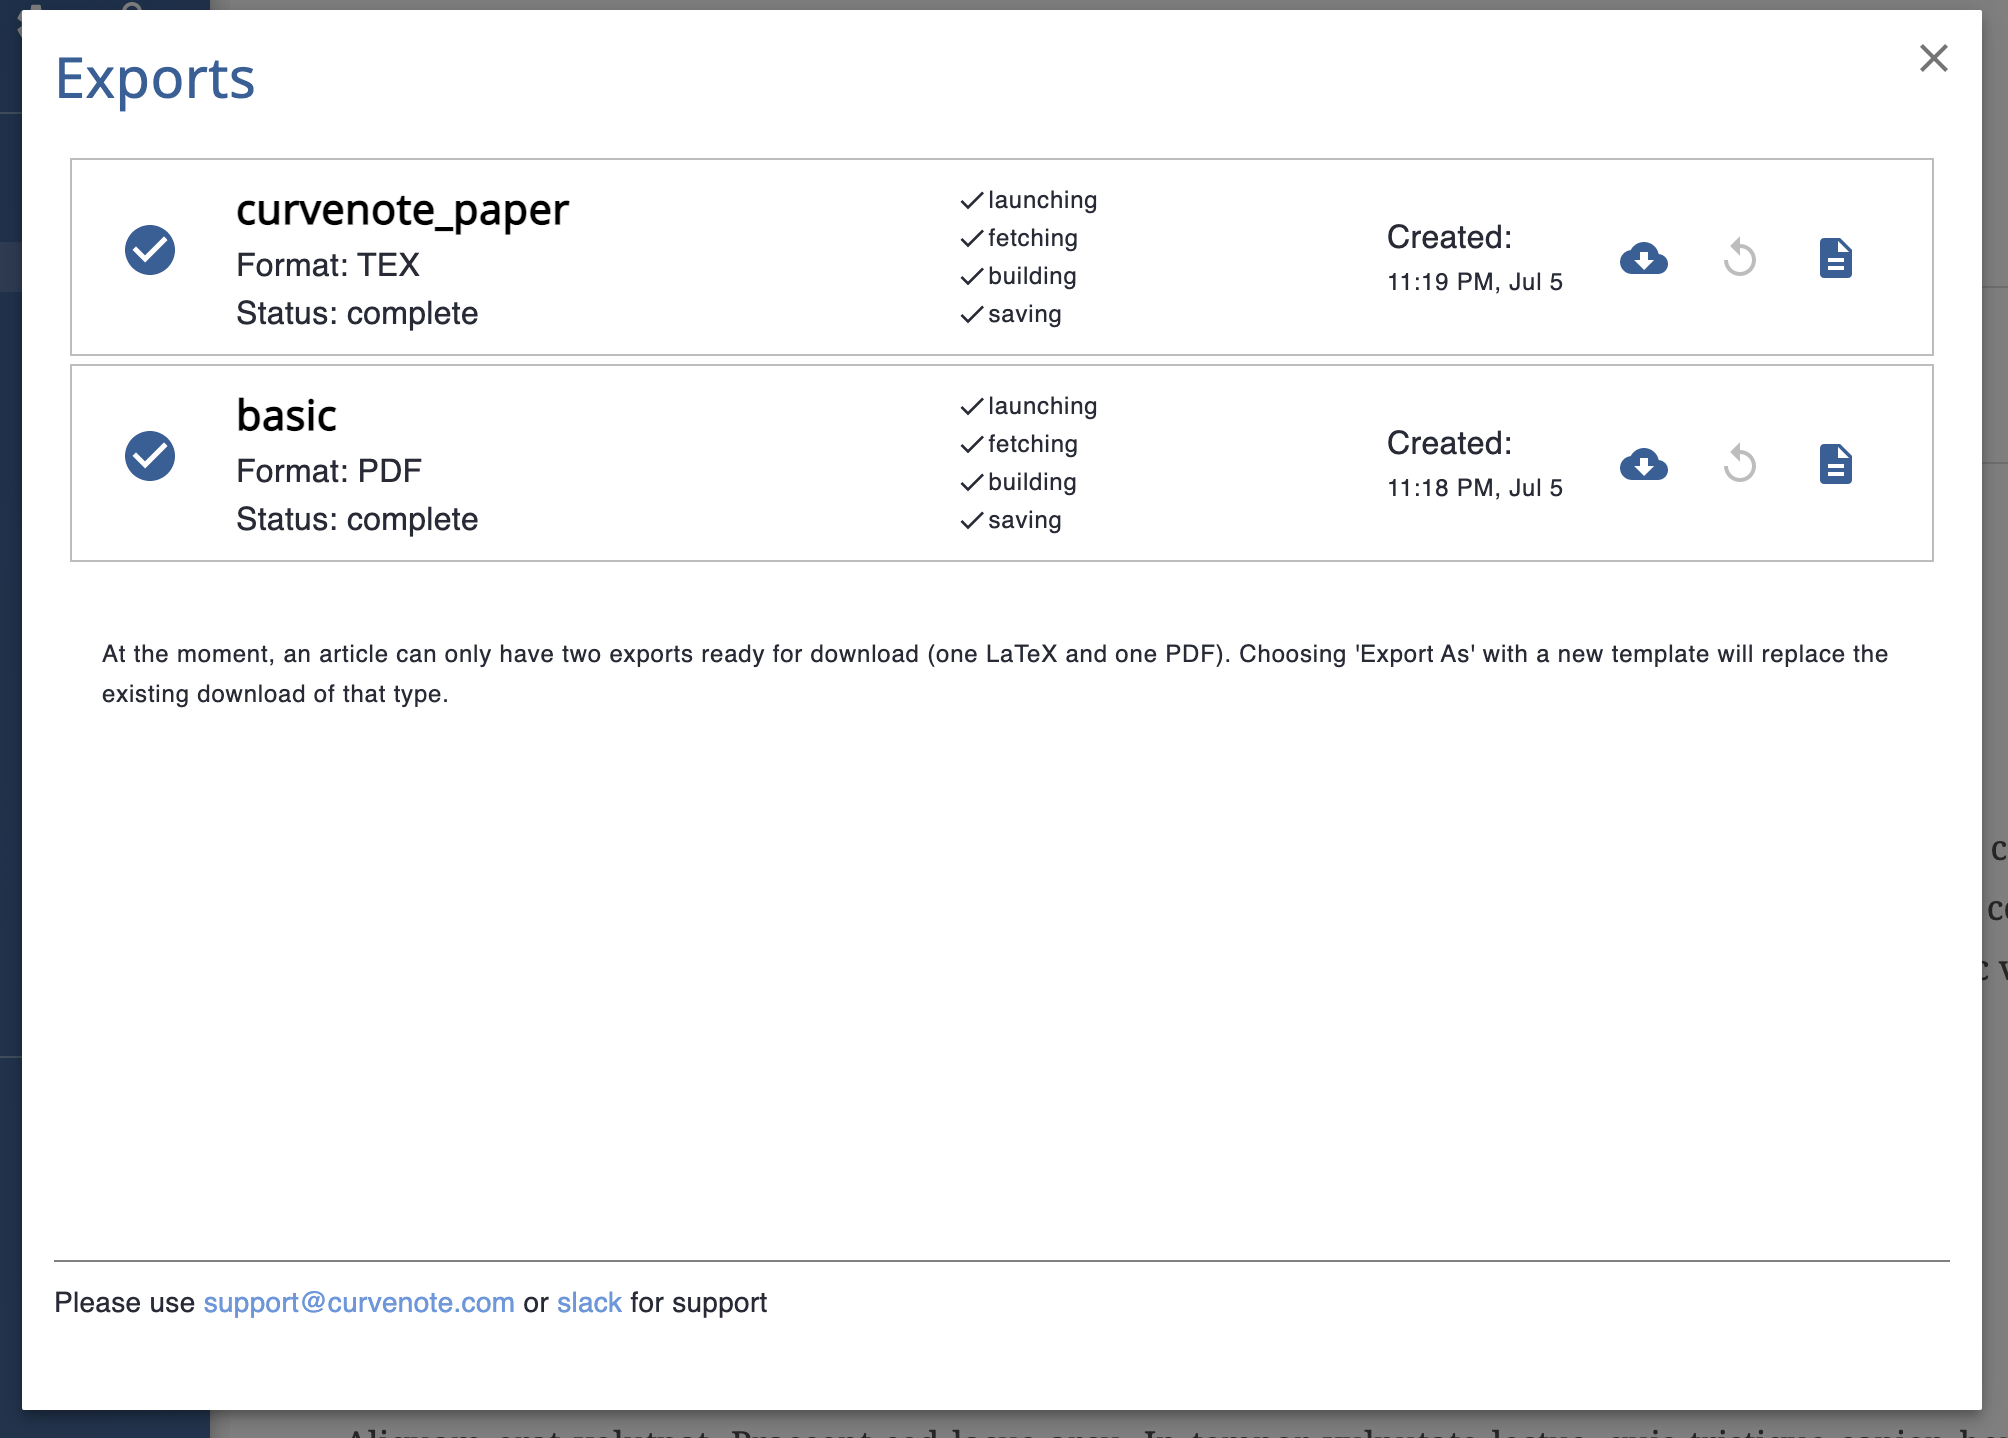 Exports
curvenote_paper
Format: TEX
Status: complete
launching
fetching
building
saving
Created:
11:19 PM, Jul 5
basic
Format: PDF
Status: complete
launching
fetching
building
saving
Created:
11:18 PM, Jul 5
At the moment, an article can only have two exports ready for download (one LaTeX and one PDF). Choosing 'Export As' with a new template will replace the
existing download of that type.
Please use support@curvenote.com or slack for support